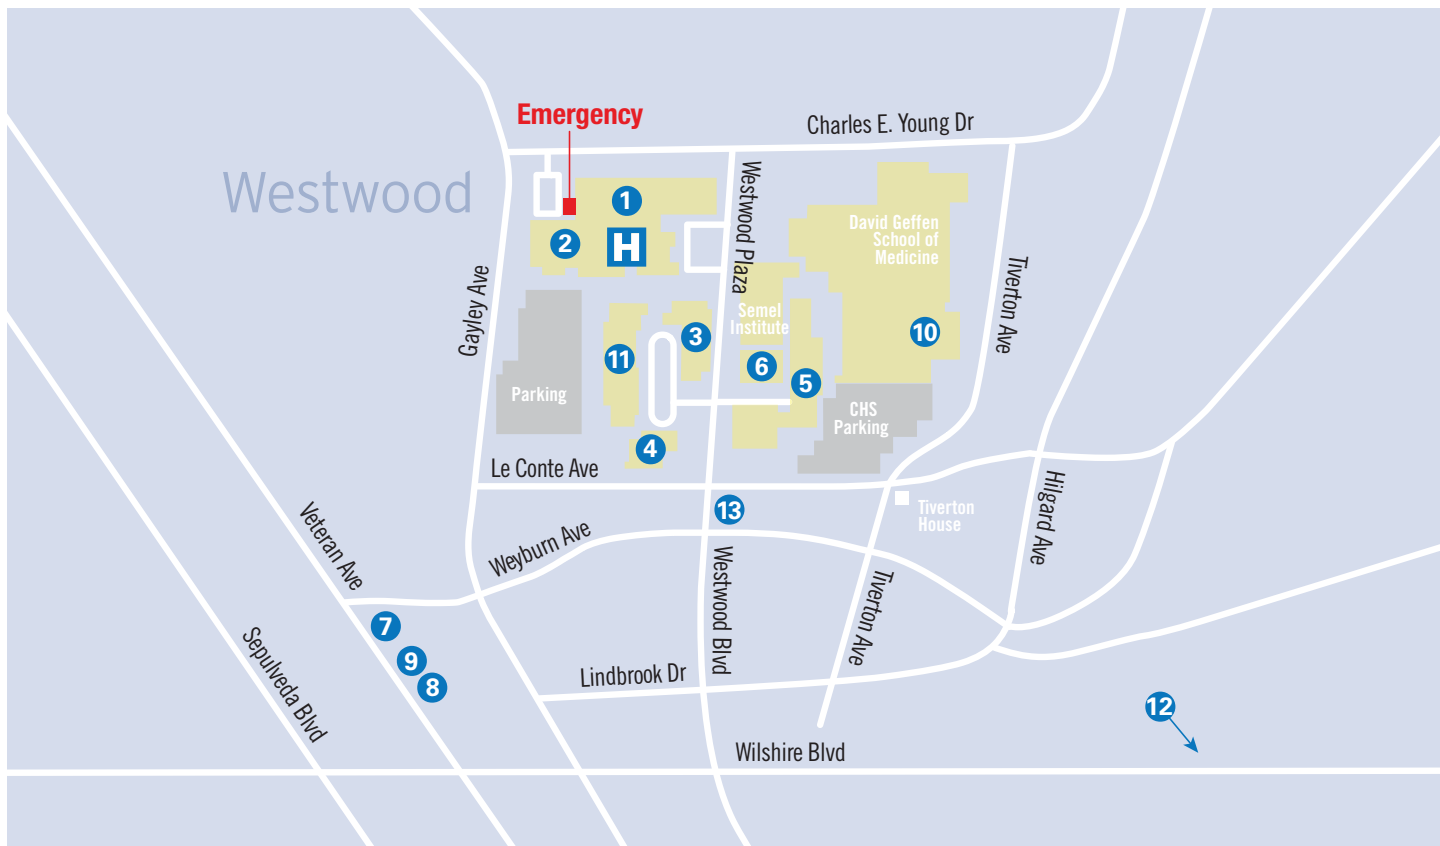 Emergency
Charles E. Young Dr
Westwood
1
2
H
Westwood Plaza
David Geffen
School of
Medicine
Tiverton Ave
Gayley Ave
Semel
Institute
3
10
11
6
5
Parking
CHS
Parking
4
Le Conte Ave
13
Tiverton
House
Hilgard Ave
Veteran Ave
Weyburn Ave
Westwood Blvd
Tiverton Ave
7
9
8
Sepulveda Blvd
Lindbrook Dr
12
Wilshire Blvd